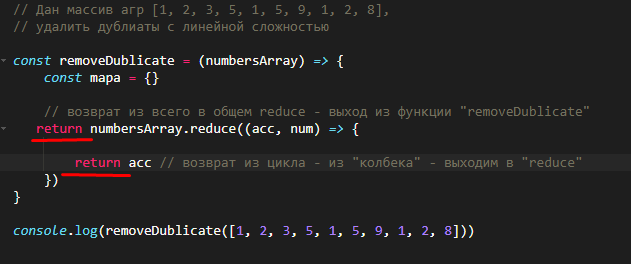 // Дан массив агр [1, 2, 3, 5, 1, 5, 9, 1, 2, 8],
// удалить дублиаты с линейной сложностью
const removeDublicate = (numbersArray) => {
const mapa = {}
// возврат из всего в общем reduce - выход из функции "removeDublicate"
return numbersArray.reduce((acc, num) => {
return acc // возврат из цикла - из "колбека" - выходим в "reduce"
})
}
console.log(removeDublicate([1, 2, 3, 5, 1, 5, 9, 1, 2, 8]))